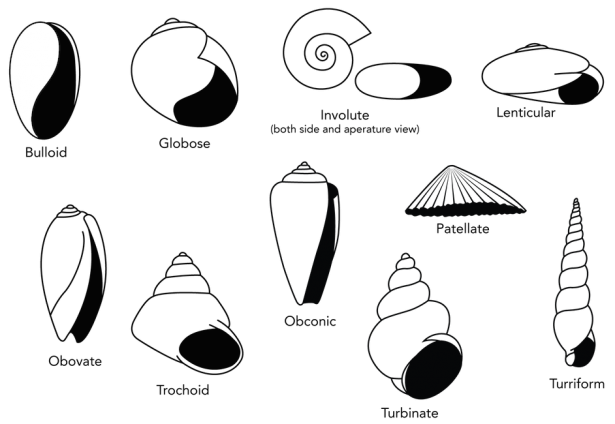 Bulloid
Globose
Involute
(both side and aperature view)
Lenticular
Patellate
Obovate
Trochoid
Obconic
Turbinate
Turriform